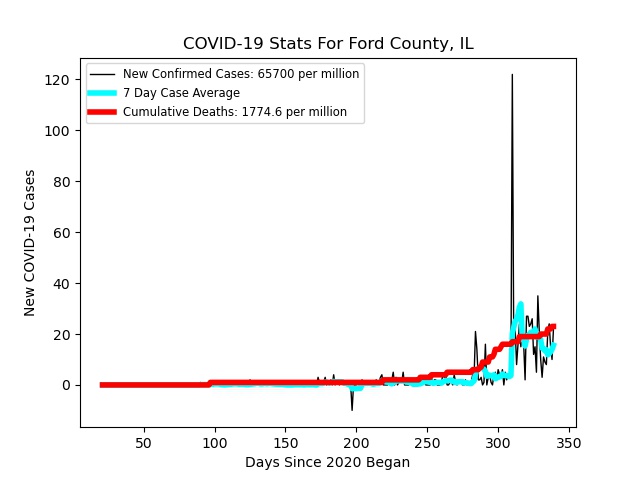 COVID-19 Stats For Ford County, IL
New Confirmed Cases: 65700 per million
7 Day Case Average
Cumulative Deaths: 1774.6 per million
New COVID-19 Cases
120
100
80
60
40
20
0
50 100 150 200 250 300 350
Days Since 2020 Began